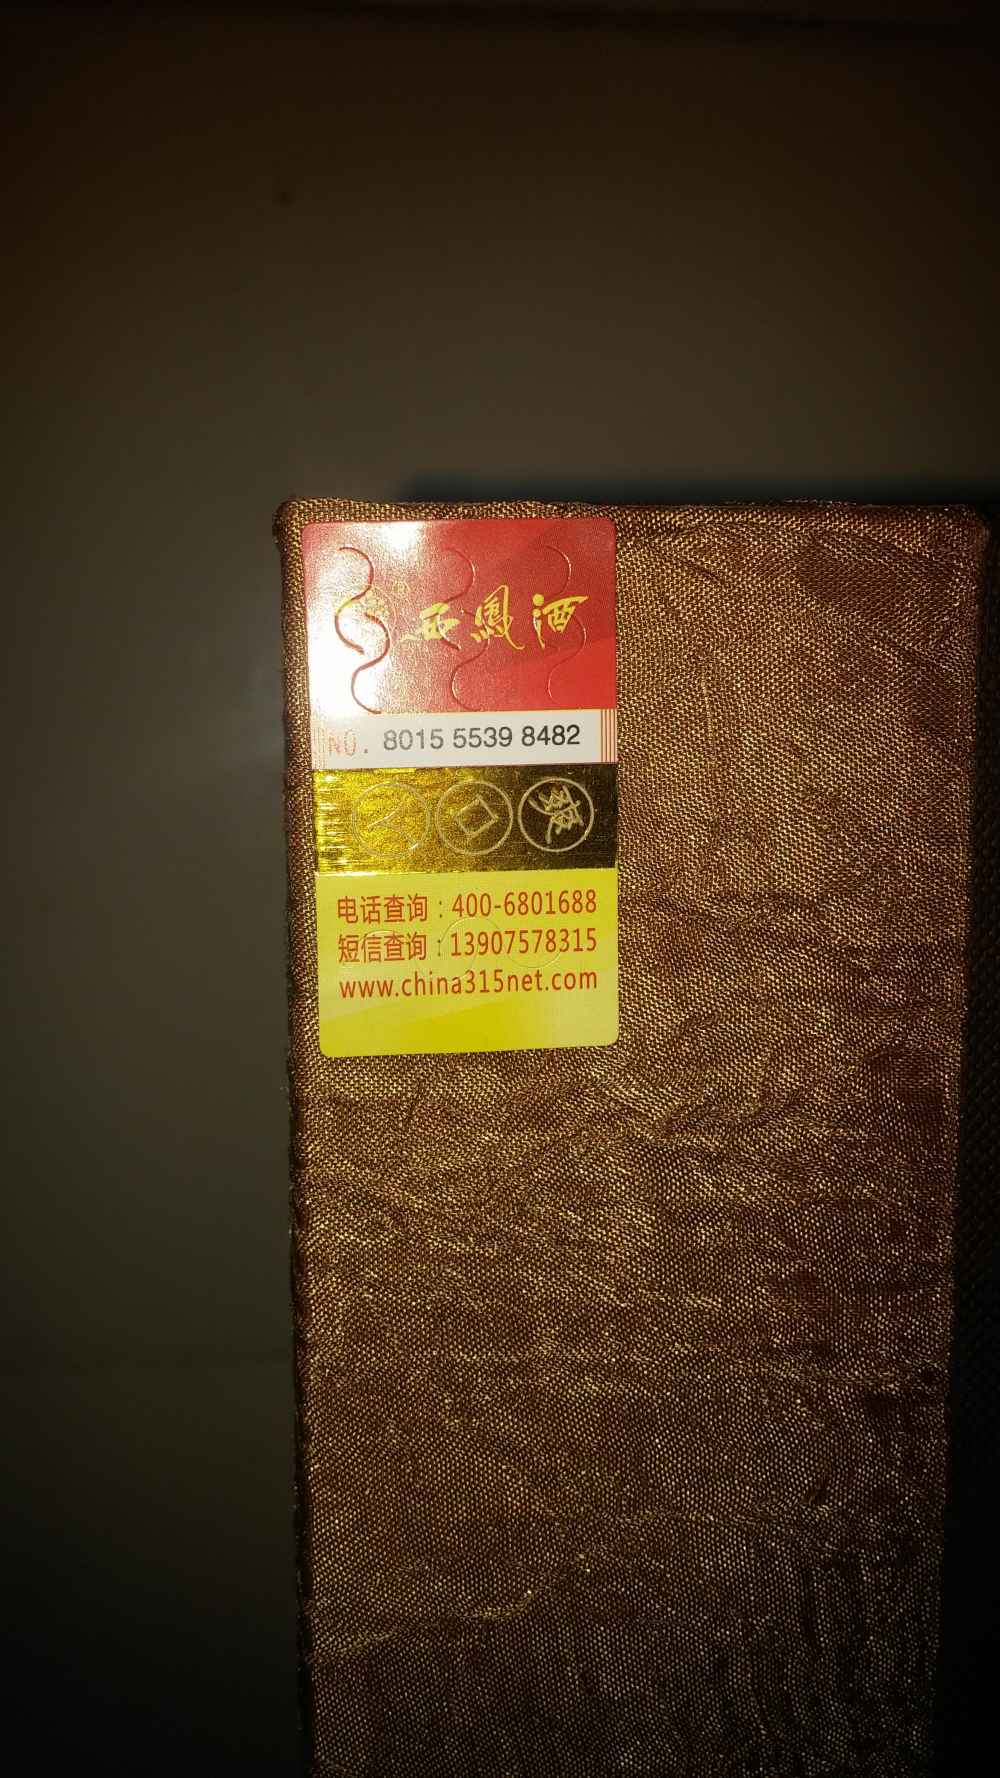 ® 西鳳酒
NO. 8015 5539 8482
电话查询：400-6801688
短信查询：13907578315
www.china315net.com